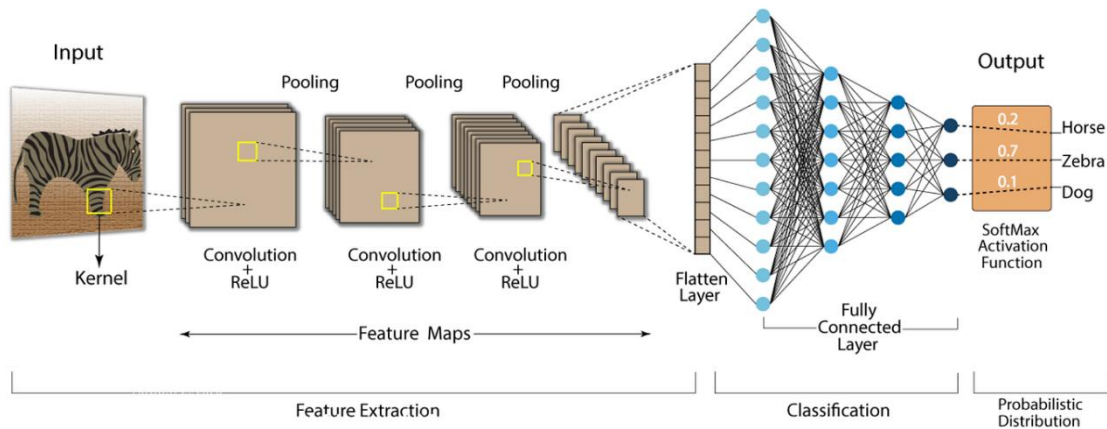 Input
Output
Pooling
Pooling
Pooling
0.2
Horse
0.7
Zebra
0.1
Dog
Kernel
Convolution
+
ReLU
Convolution
+
ReLU
Convolution
+
ReLU
Flatten
Layer
SoftMax
Activation
Function
Feature Maps
Fully
Connected
Layer
Feature Extraction
Classification
Probabilistic
Distribution